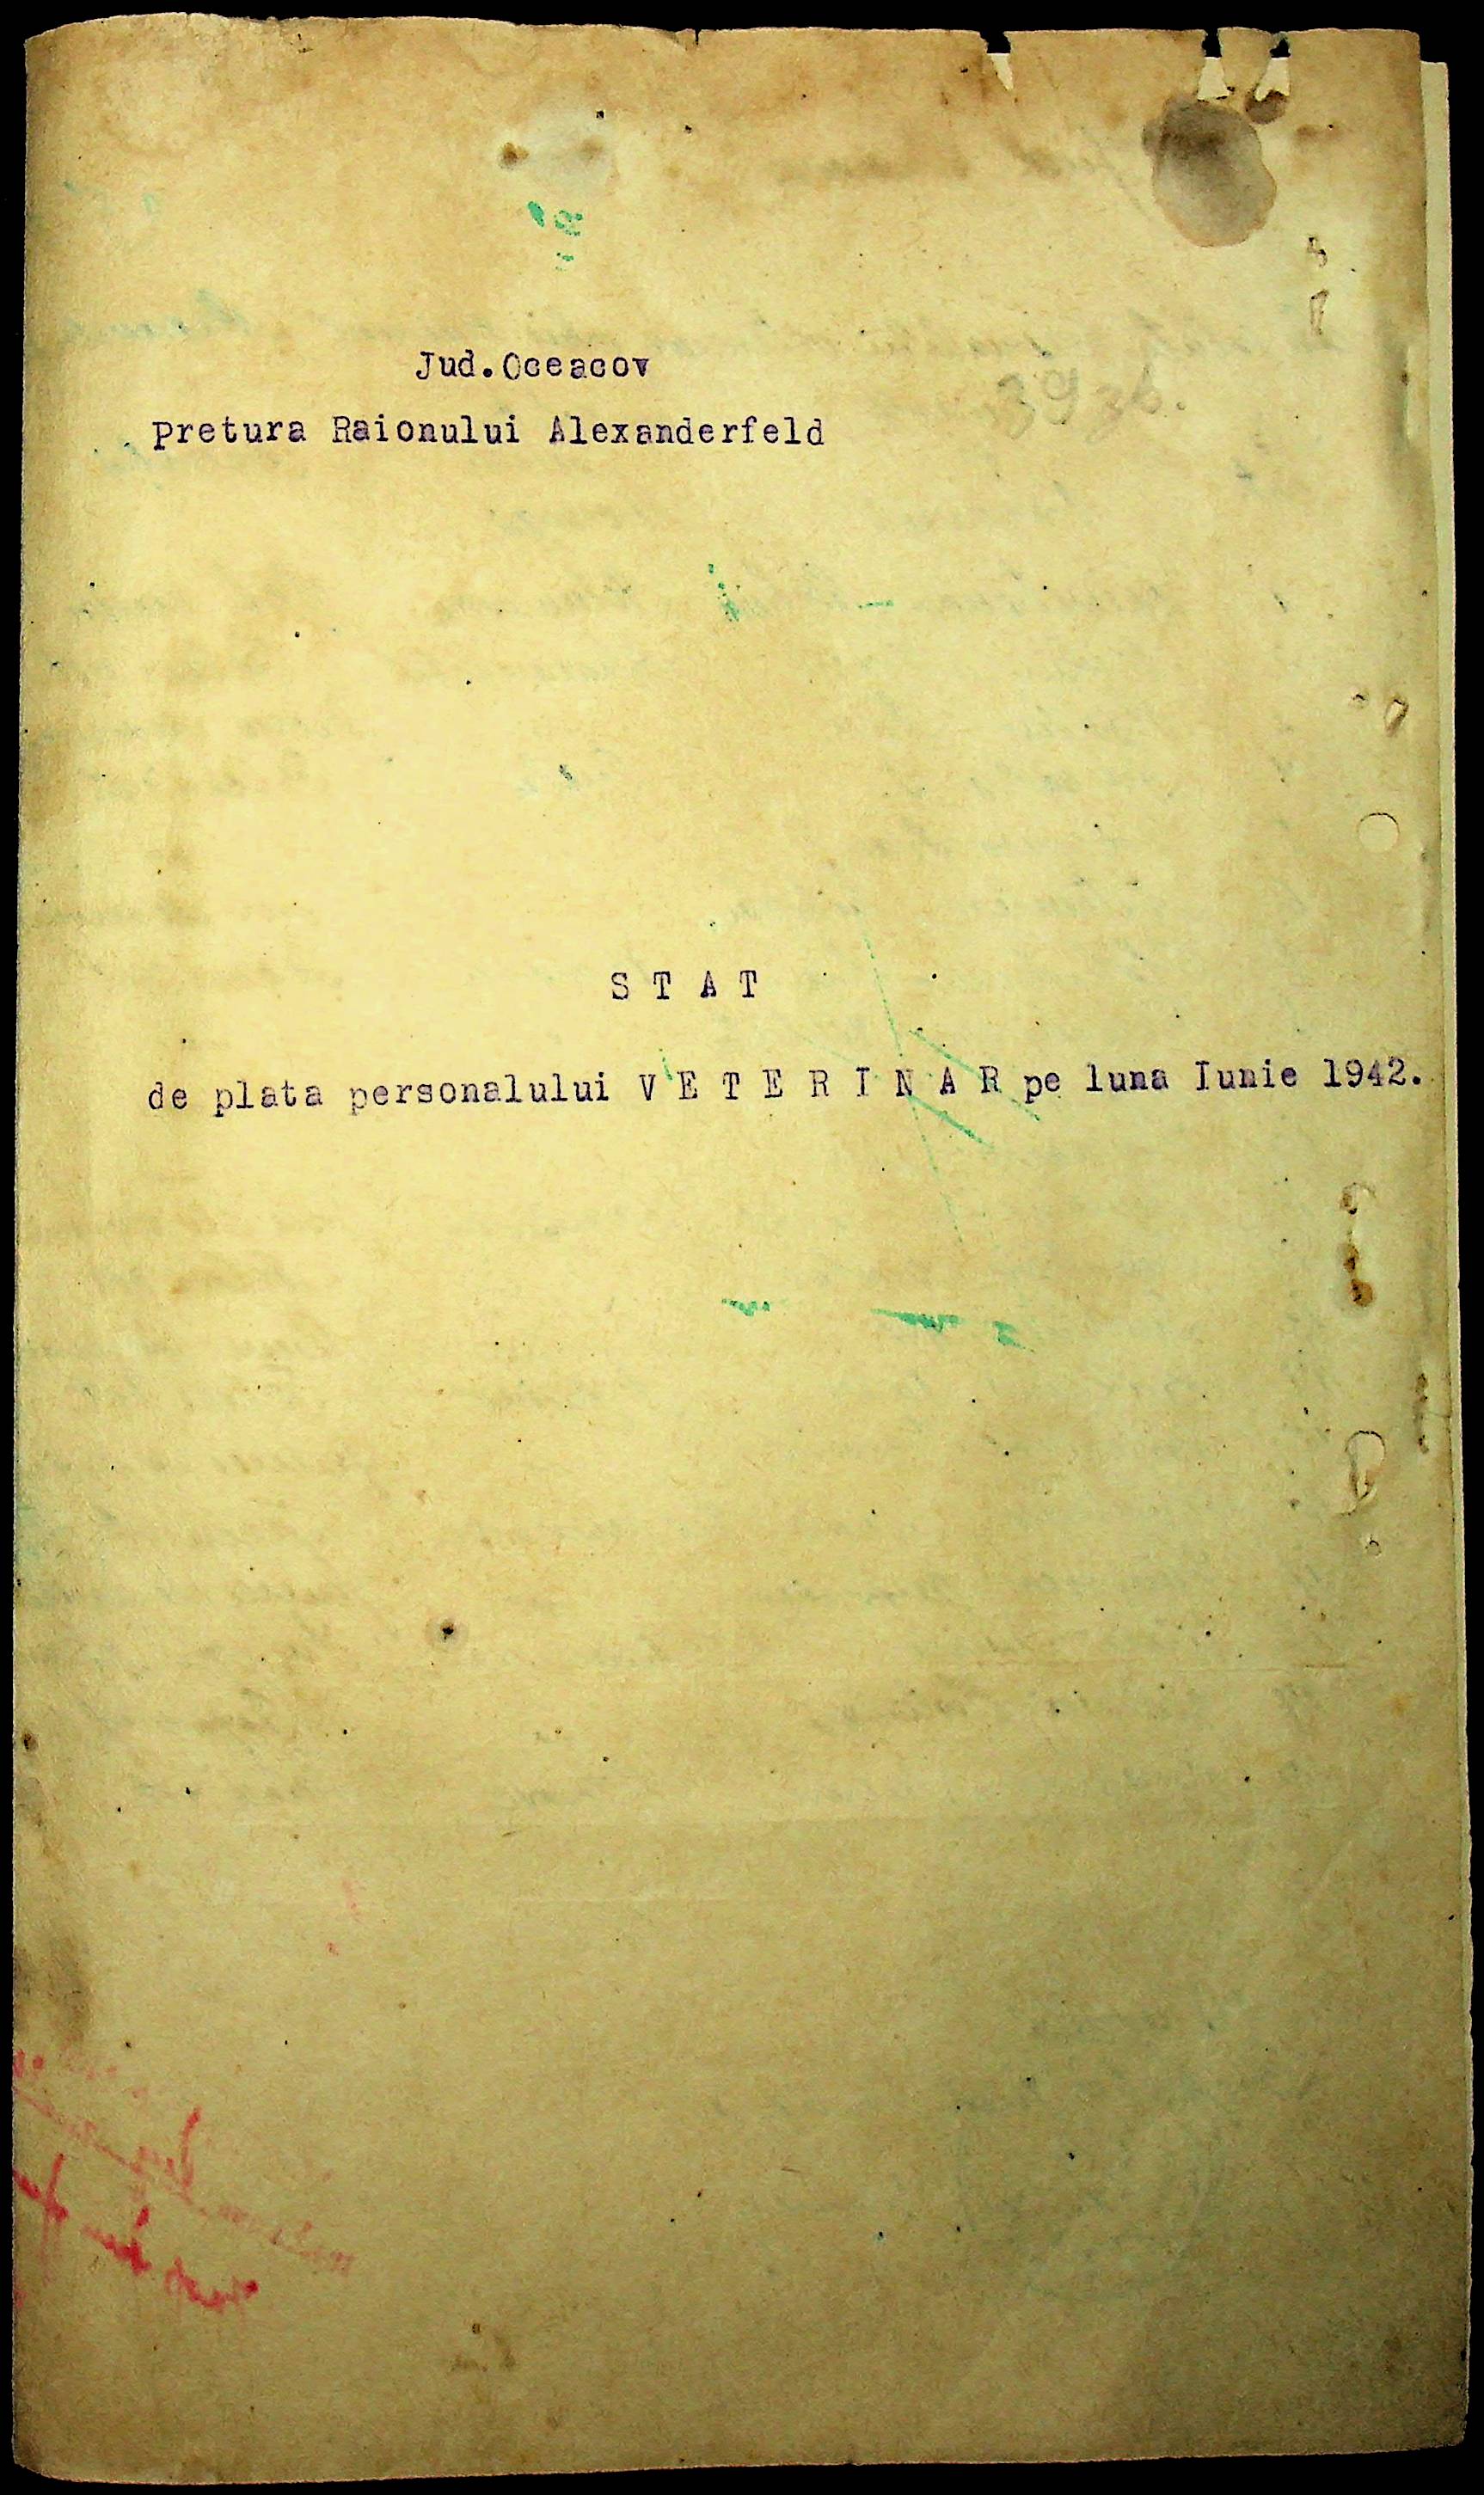 Jud.Oceacov
pretura Raionului Alexanderfeld
S T A T
de plata personalului V E T E R I N A R pe luna Iunie 1942.